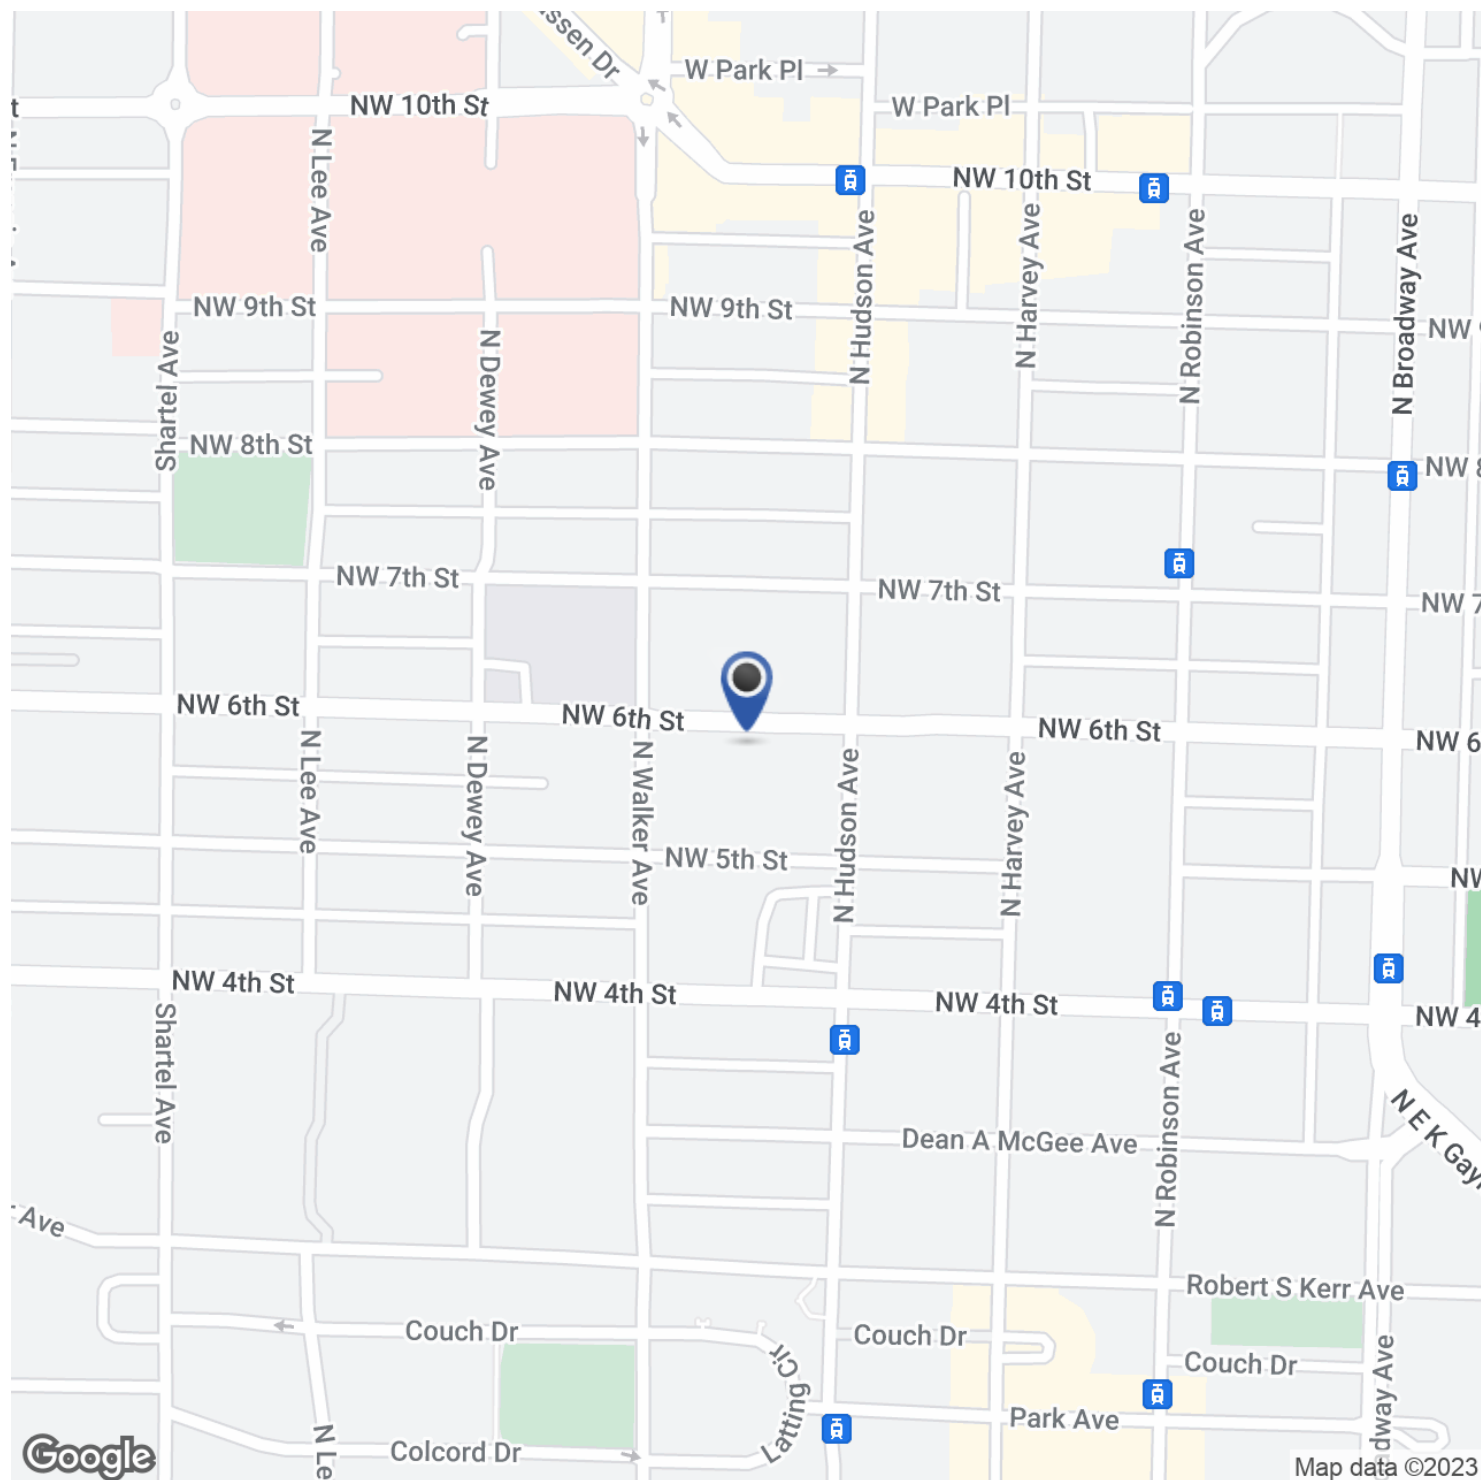 ssen Dr
W Park Pl
t
NW 10th St
W Park Pl
NW 10th St
N Lee Ave
N Hudson Ave
N Harvey Ave
N Robinson Ave
N Broadway Ave
NW 9th St
NW 9th St
NW 9
Shartel Ave
N Dewey Ave
NW 8th St
NW 8
NW 7th St
NW 7th St
NW 7
NW 6th St
NW 6th St
NW 6th St
NW 6
N Lee Ave
N Dewey Ave
N Walker Ave
N Hudson Ave
N Harvey Ave
NW 5th St
NW
NW 4th St
NW 4th St
NW 4th St
NW 4
Shartel Ave
N Robinson Ave
N E K Gay
Dean A McGee Ave
Ave
Robert S Kerr Ave
Couch Dr
Couch Dr
Couch Dr
Latting Cir
Park Ave
adway Ave
N Le
Colcord Dr
Google
Map data ©2023